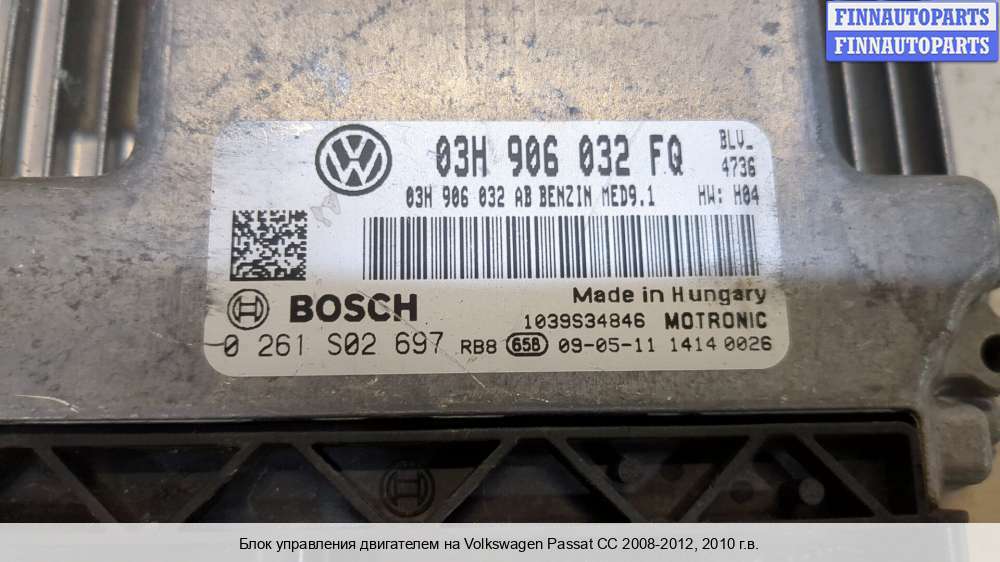 FINNAUTOPARTS
FINNAUTOPARTS
03H 906 032 FQ
BLV_
4736
03H 906 032 AB BENZIN MED9.1 HW: H04
BOSCH
Made in Hungary
1039S34846 MOTRONIC
0 261 S02 697 RB8 658 09-05-11 1414 0026
Блок управления двигателем на Volkswagen Passat CC 2008-2012, 2010 г.в.